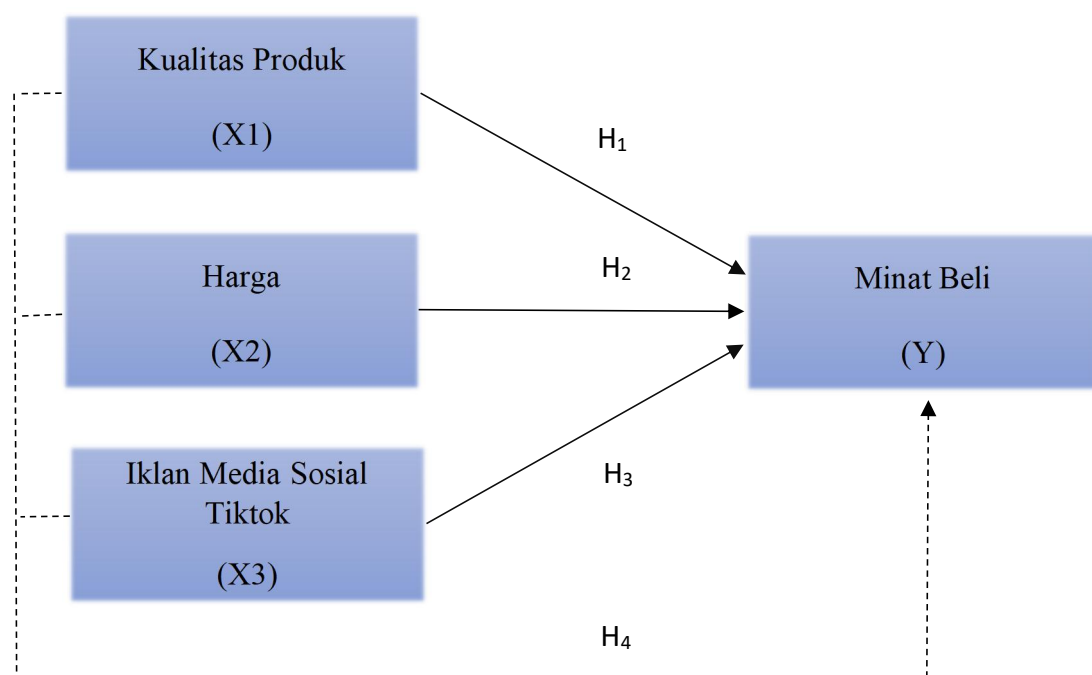 Kualitas Produk
(X1)
H₁
Harga
(X2)
H₂
Minat Beli
(Y)
Iklan Media Sosial
Tiktok
(X3)
H₃
H₄